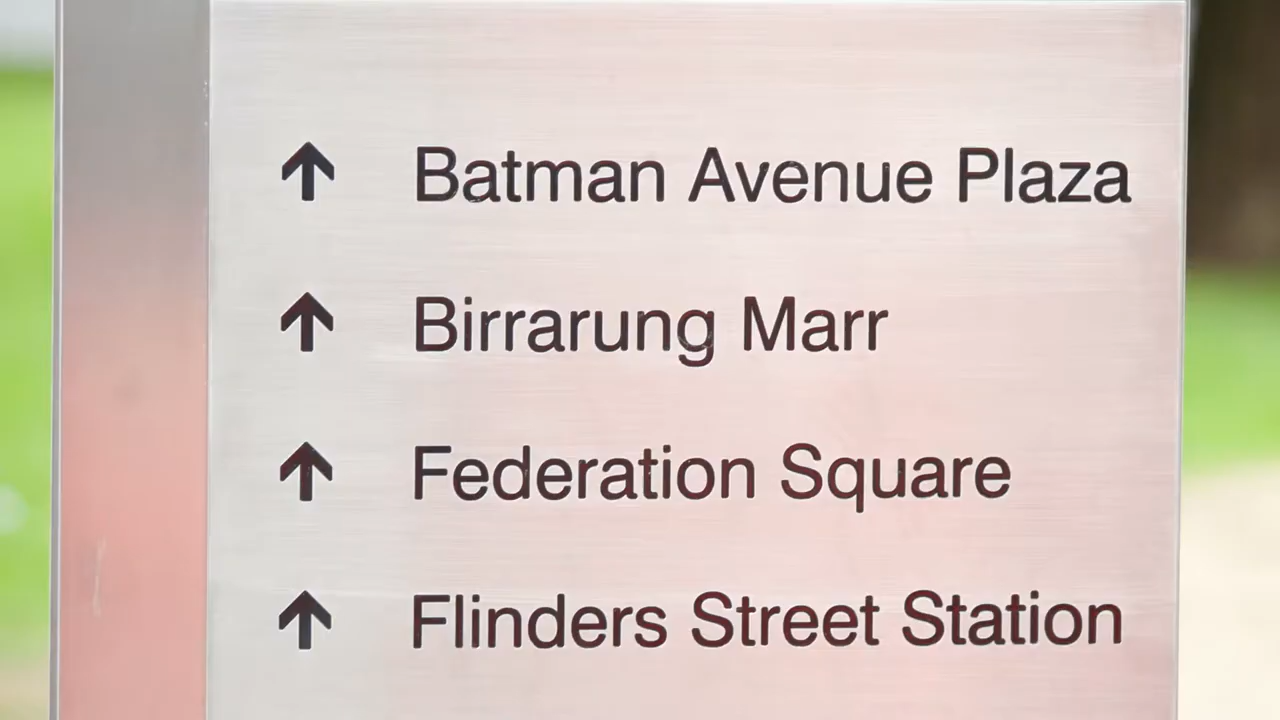 ↑ Batman Avenue Plaza
↑ Birrarung Marr
↑ Federation Square
↑ Flinders Street Station